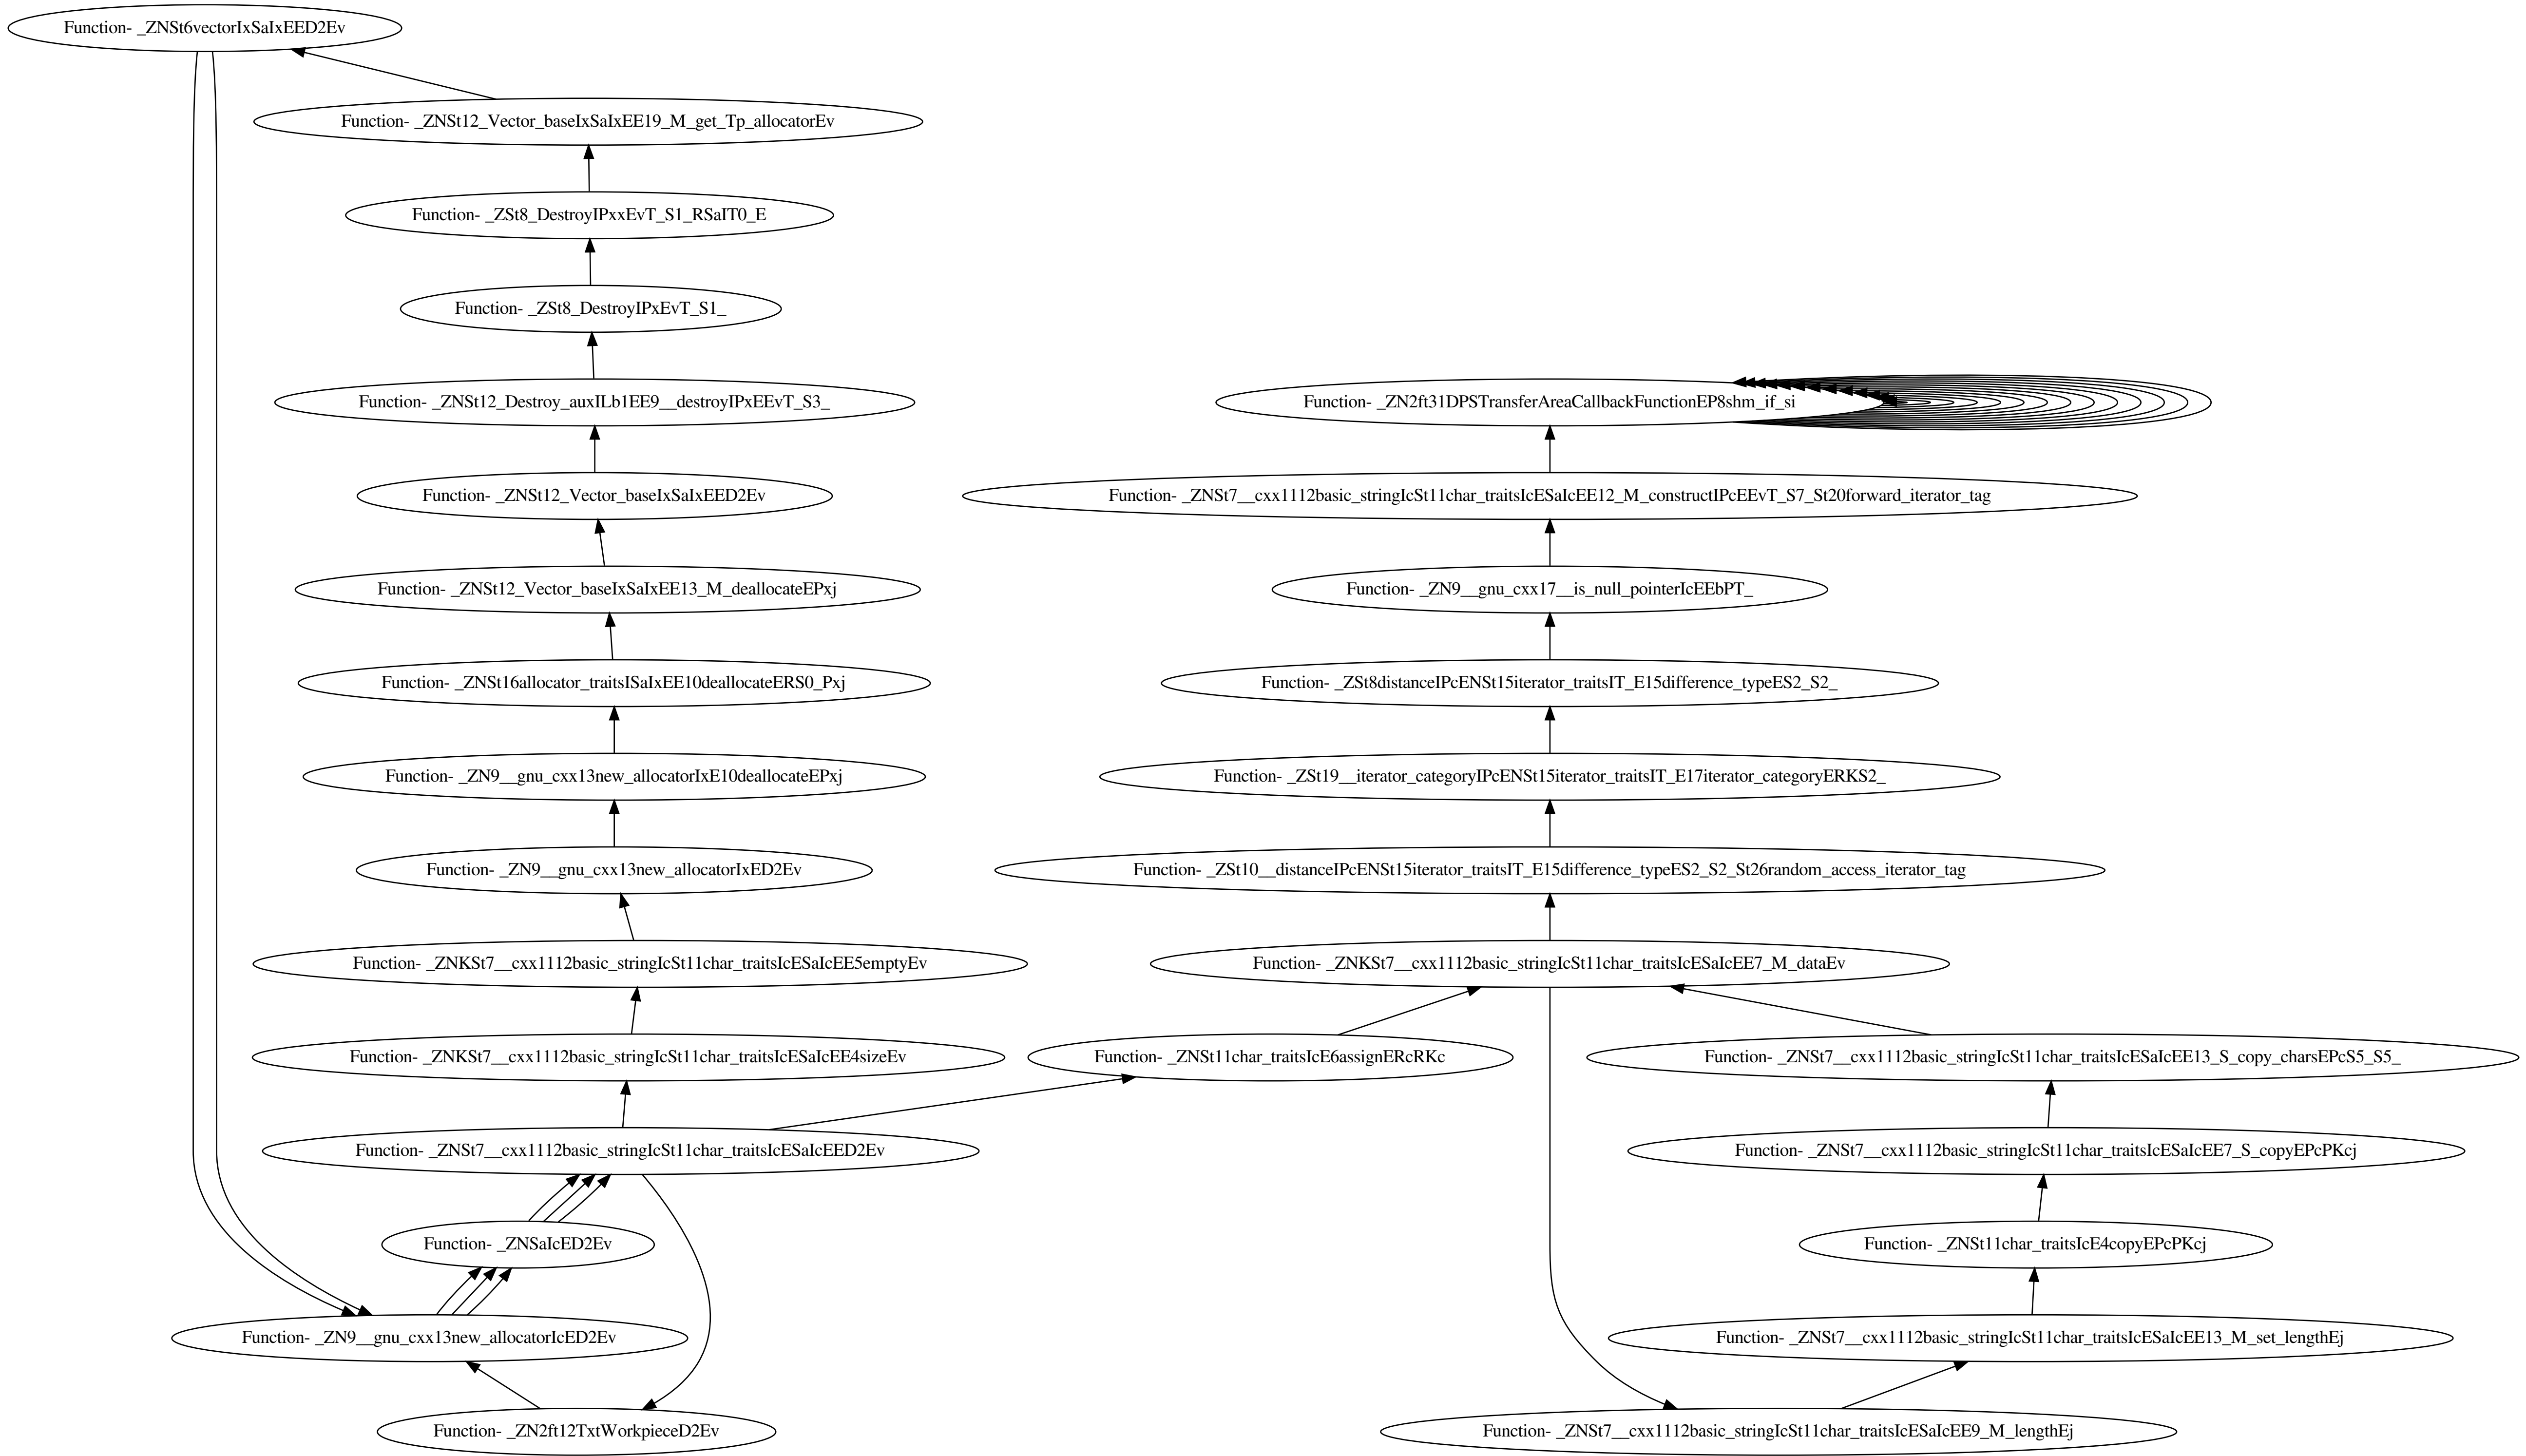 Function- _ZNSt6vectorIxSaIxEED2Ev
Function- _ZNSt12_Vector_baseIxSaIxEE19_M_get_Tp_allocatorEv
Function- _ZSt8_DestroyIPxxEvT_S1_RSaIT0_E
Function- _ZSt8_DestroyIPxEvT_S1_
Function- _ZNSt12_Destroy_auxILb1EE9__destroyIPxEEvT_S3_
Function- _ZN2ft31DPSTransferAreaCallbackFunctionEP8shm_if_si
Function- _ZNSt12_Vector_baseIxSaIxEED2Ev
Function- _ZNSt7__cxx1112basic_stringIcSt11char_traitsIcESaIcEE12_M_constructIPcEEvT_S7_St20forward_iterator_tag
Function- _ZNSt12_Vector_baseIxSaIxEE13_M_deallocateEPxj
Function- _ZN9__gnu_cxx17__is_null_pointerIcEEbPT_
Function- _ZNSt16allocator_traitsISaIxEE10deallocateERS0_Pxj
Function- _ZSt8distanceIPcENSt15iterator_traitsIT_E15difference_typeES2_S2_
Function- _ZN9__gnu_cxx13new_allocatorIxE10deallocateEPxj
Function- _ZSt19__iterator_categoryIPcENSt15iterator_traitsIT_E17iterator_categoryERKS2_
Function- _ZN9__gnu_cxx13new_allocatorIxED2Ev
Function- _ZSt10__distanceIPcENSt15iterator_traitsIT_E15difference_typeES2_S2_St26random_access_iterator_tag
Function- _ZNKSt7__cxx1112basic_stringIcSt11char_traitsIcESaIcEE5emptyEv
Function- _ZNKSt7__cxx1112basic_stringIcSt11char_traitsIcESaIcEE7_M_dataEv
Function- _ZNKSt7__cxx1112basic_stringIcSt11char_traitsIcESaIcEE4sizeEv
Function- _ZNSt11char_traitsIcE6assignERcRKc
Function- _ZNSt7__cxx1112basic_stringIcSt11char_traitsIcESaIcEE13_S_copy_charsEPcS5_S5_
Function- _ZNSt7__cxx1112basic_stringIcSt11char_traitsIcESaIcEED2Ev
Function- _ZNSt7__cxx1112basic_stringIcSt11char_traitsIcESaIcEE7_S_copyEPcPKcj
Function- _ZNSaIcED2Ev
Function- _ZNSt11char_traitsIcE4copyEPcPKcj
Function- _ZN9__gnu_cxx13new_allocatorIcED2Ev
Function- _ZNSt7__cxx1112basic_stringIcSt11char_traitsIcESaIcEE13_M_set_lengthEj
Function- _ZN2ft12TxtWorkpieceD2Ev
Function- _ZNSt7__cxx1112basic_stringIcSt11char_traitsIcESaIcEE9_M_lengthEj